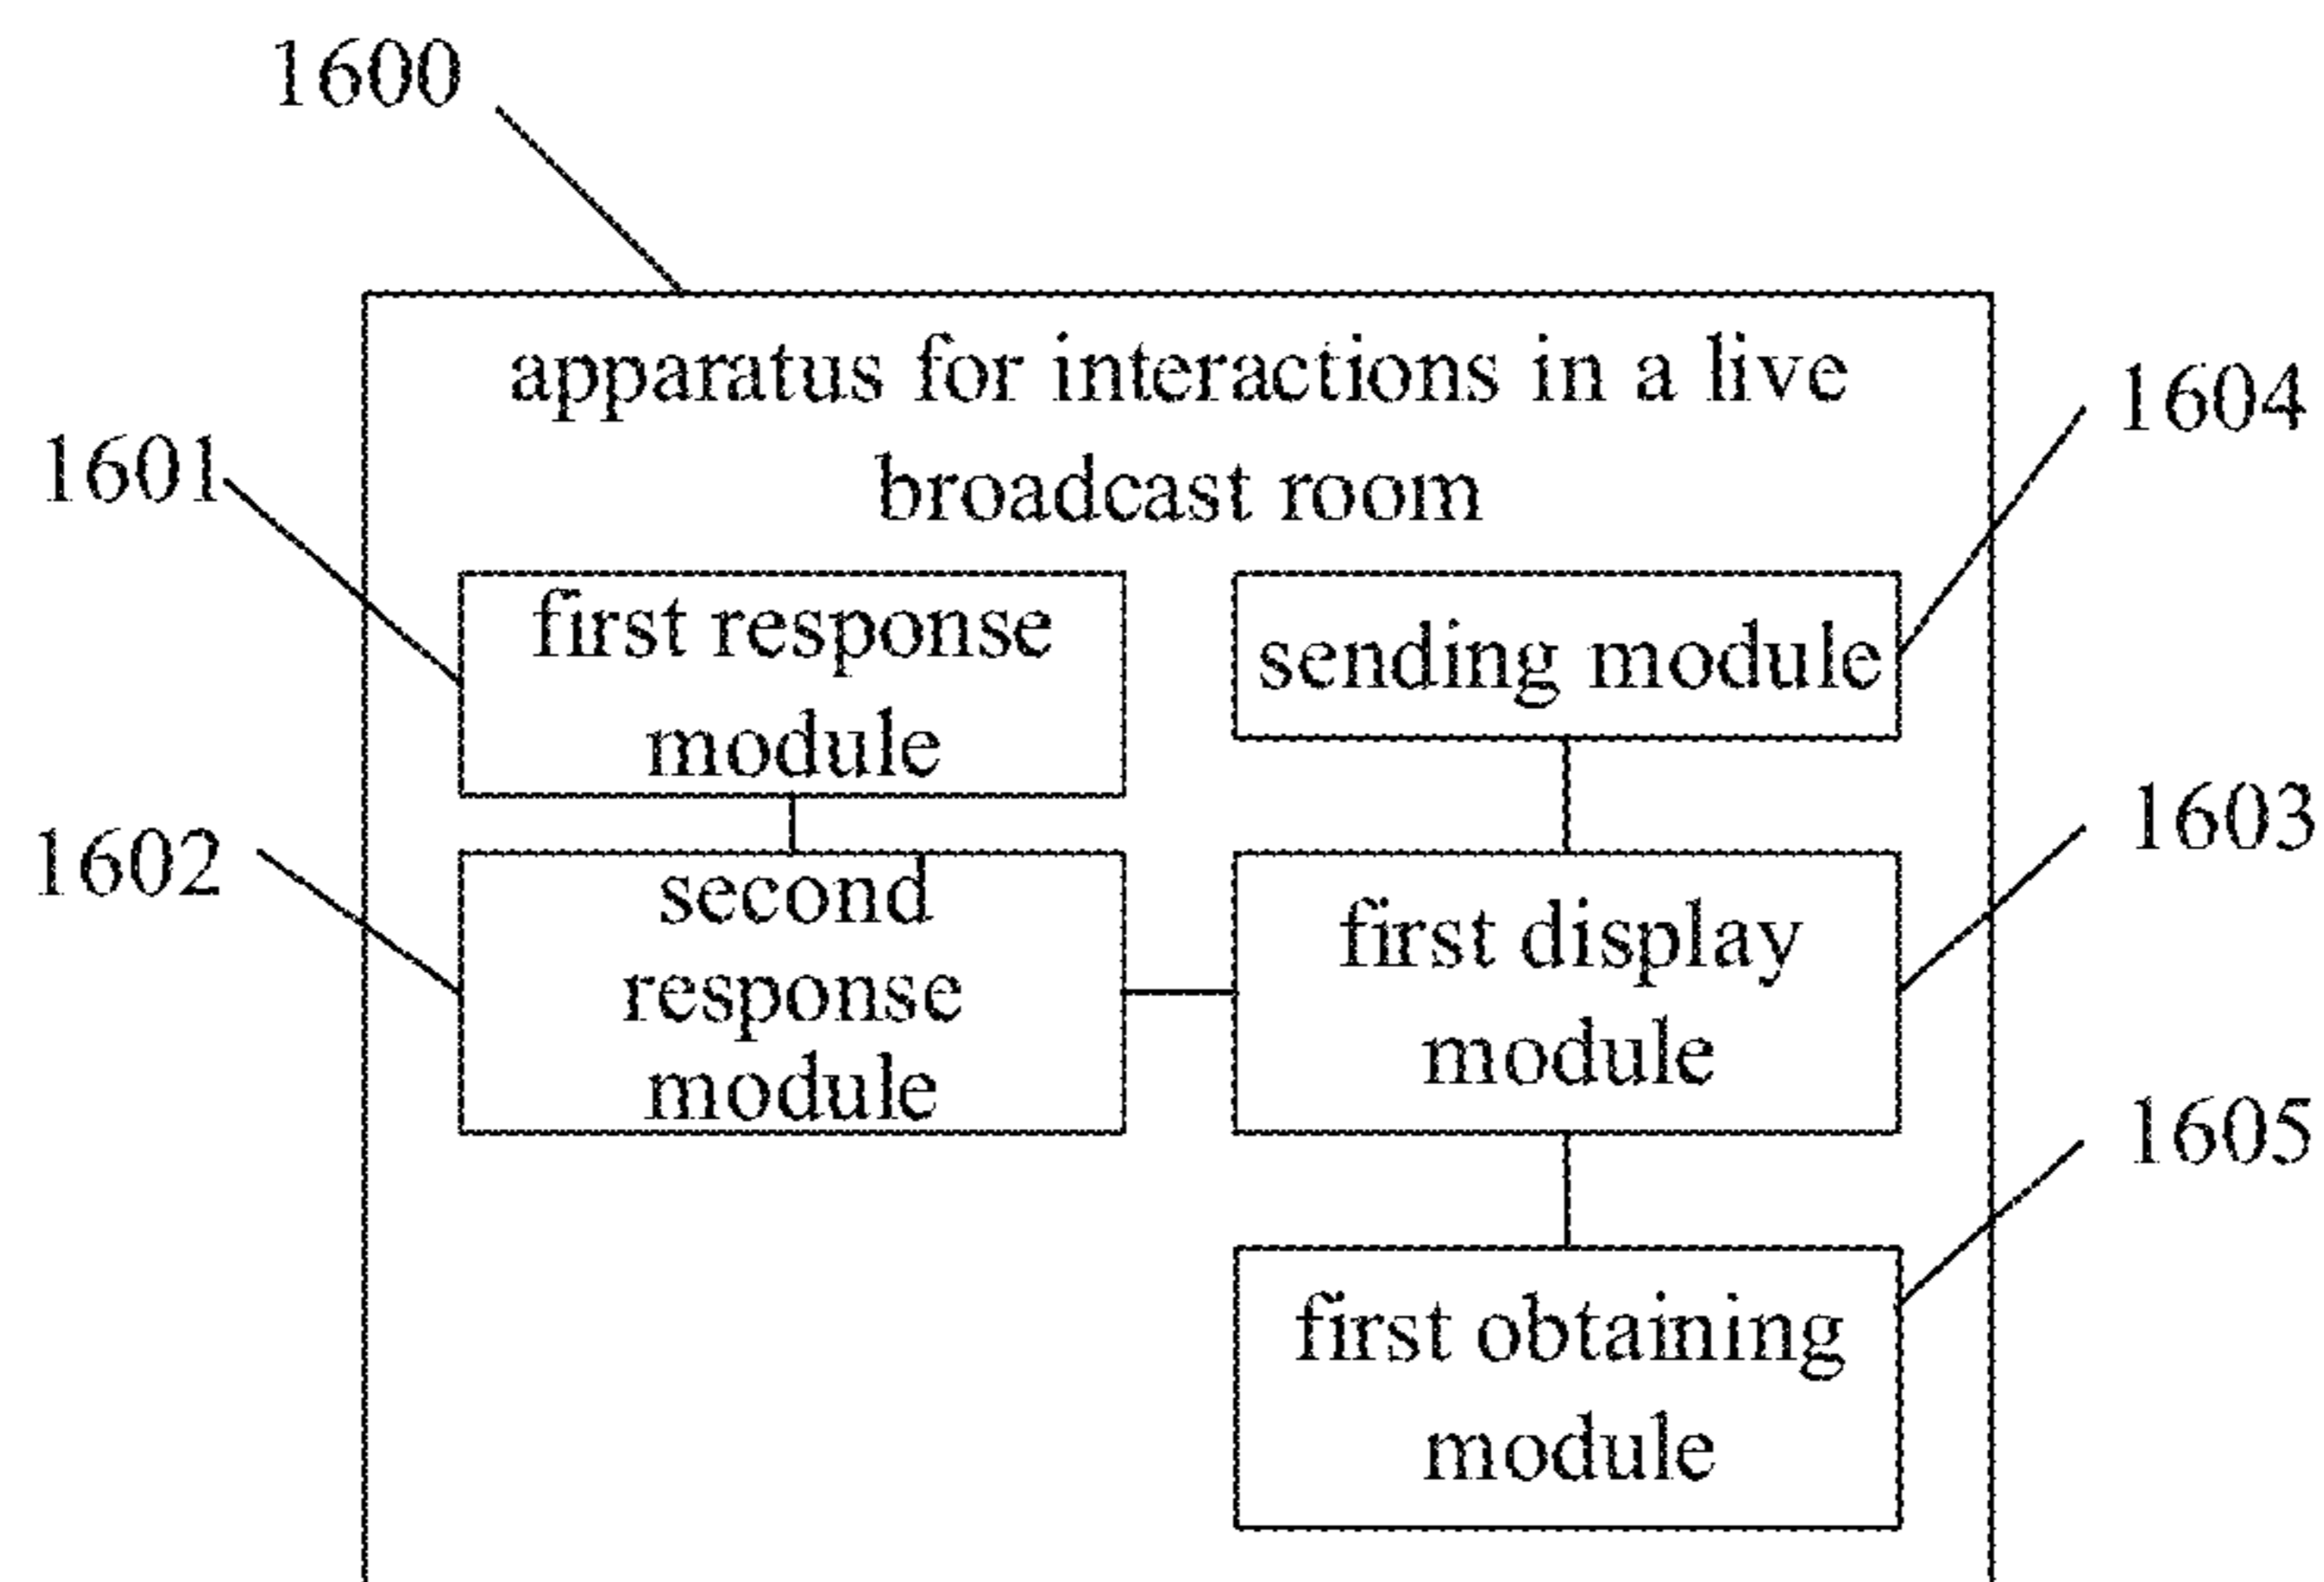 1600
apparatus for interactions in a live
broadcast room
1604
1601
first response
module
sending module
1603
1602
second
response
module
first display
module
1605
first obtaining
module